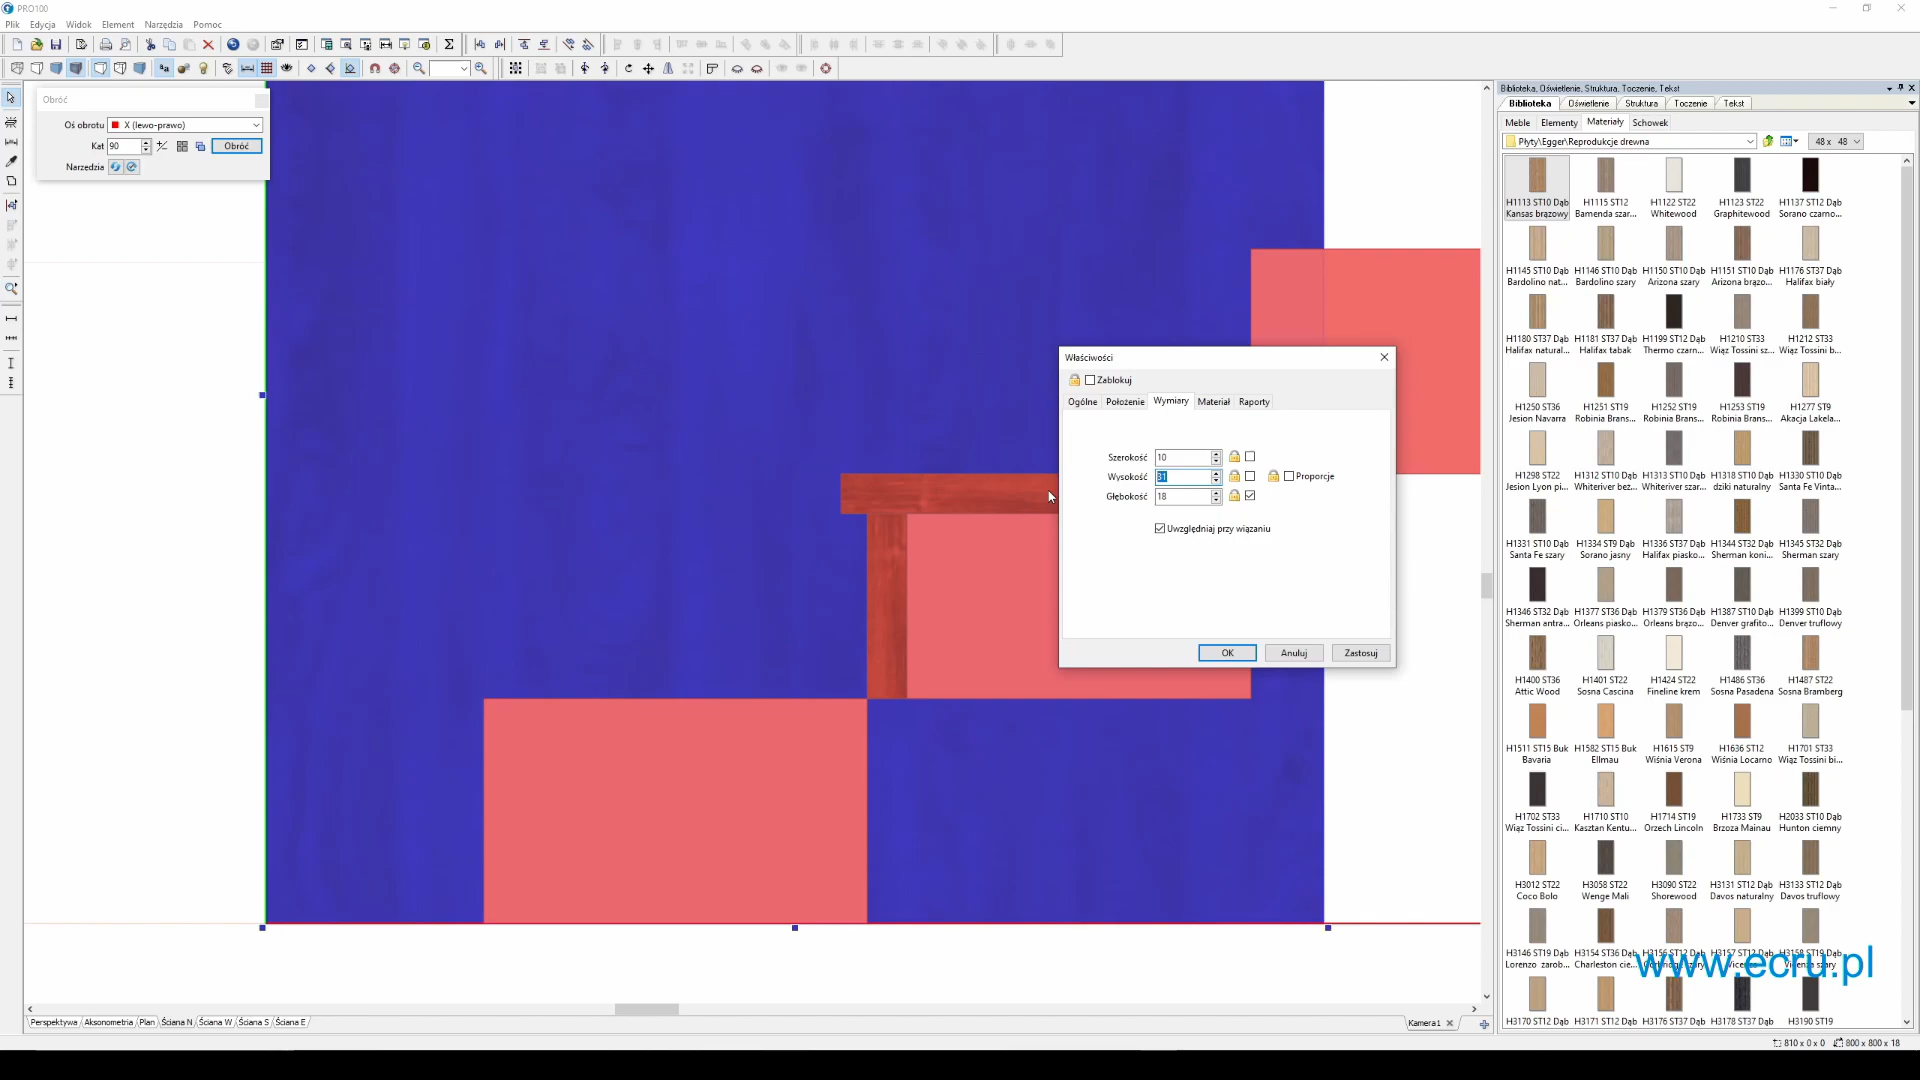 PRO100
Plik Edycja Widok Element Narzędzia Pomoc
Obróć
Oś obrotu X (lewo-prawo)
Kat 90 Obróć
Narzedzia
Właściwości
Zablokuj
Ogólne Położenie Wymiary Materiał Raporty
Szerokość 10
Wysokość 31 Proporcje
Głębokość 18
Uwzględniaj przy wiązaniu
OK Anuluj Zastosuj
Biblioteka, Oświetlenie, Struktura, Toczenie, Tekst
Biblioteka Oświetlenie Struktura Toczenie Tekst
Meble Elementy Materiały Schowek
Płyty\Egger\Reprodukcje drewna 48 x 48
H1113 ST10 Dąb H1115 ST12 H1122 ST22 H1123 ST22 H1137 ST12 Dąb
Kansas brązowy Bamenda szar... Whitewood Graphitewood Sorano czarno...
H1145 ST10 Dąb H1146 ST10 Dąb H1150 ST10 Dąb H1151 ST10 Dąb H1176 ST37 Dąb
Bardolino nat... Bardolino szary Arizona szary Arizona brązo... Halifax biały
H1180 ST37 Dąb H1181 ST37 Dąb H1199 ST12 Dąb H1210 ST33 H1212 ST33
Halifax natural... Halifax tabak Thermo czarn... Wiąz Tossini sz... Wiąz Tossini b...
H1250 ST36 H1251 ST19 H1252 ST19 H1253 ST19 H1277 ST9
Jesion Navarra Robinia Brans... Robinia Brans... Robinia Brans... Akacja Lakela...
H1298 ST22 H1312 ST10 Dąb H1313 ST10 Dąb H1318 ST10 Dąb H1330 ST10 Dąb
Jesion Lyon pi... Whiteriver bez... Whiteriver szar... dziki naturalny Santa Fe Vinta...
H1331 ST10 Dąb H1334 ST9 Dąb H1336 ST37 Dąb H1344 ST32 Dąb H1345 ST32 Dąb
Santa Fe szary Sorano jasny Halifax piasko... Sherman koni... Sherman szary
H1346 ST32 Dąb H1377 ST36 Dąb H1379 ST36 Dąb H1387 ST10 Dąb H1399 ST10 Dąb
Sherman antra... Orleans piasko... Orleans brązo... Denver grafito... Denver truflowy
H1400 ST36 H1401 ST22 H1424 ST22 H1486 ST36 H1487 ST22
Attic Wood Sosna Cascina Fineline krem Sosna Pasadena Sosna Bramberg
H1511 ST15 Buk H1582 ST15 Buk H1615 ST9 H1636 ST12 H1701 ST33
Bavaria Ellmau Wiśnia Verona Wiśnia Locarno Wiąz Tossini bi...
H1702 ST33 H1710 ST10 H1714 ST19 H1733 ST9 H2033 ST10 Dąb
Wiąz Tossini ci... Kasztan Kentu... Orzech Lincoln Brzoza Mainau Hunton ciemny
H3012 ST22 H3058 ST22 H3090 ST22 H3131 ST12 Dąb H3133 ST12 Dąb
Coco Bolo Wenge Mali Shorewood Davos naturalny Davos truflowy
H3146 ST19 Dąb H3154 ST36 Dąb H3156 ST12 Dąb H3157 ST12 Dąb H3158 ST19 Dąb
Lorenzo zarob... Charleston cie... szary
www.ecru.pl
H3170 ST12 Dąb H3171 ST12 Dąb H3176 ST37 Dąb H3178 ST37 Dąb H3190 ST19
Perspektywa Aksonometria Plan Ściana N Ściana W Ściana S Ściana E
Kamera1
810 x 0 x 0 800 x 800 x 18